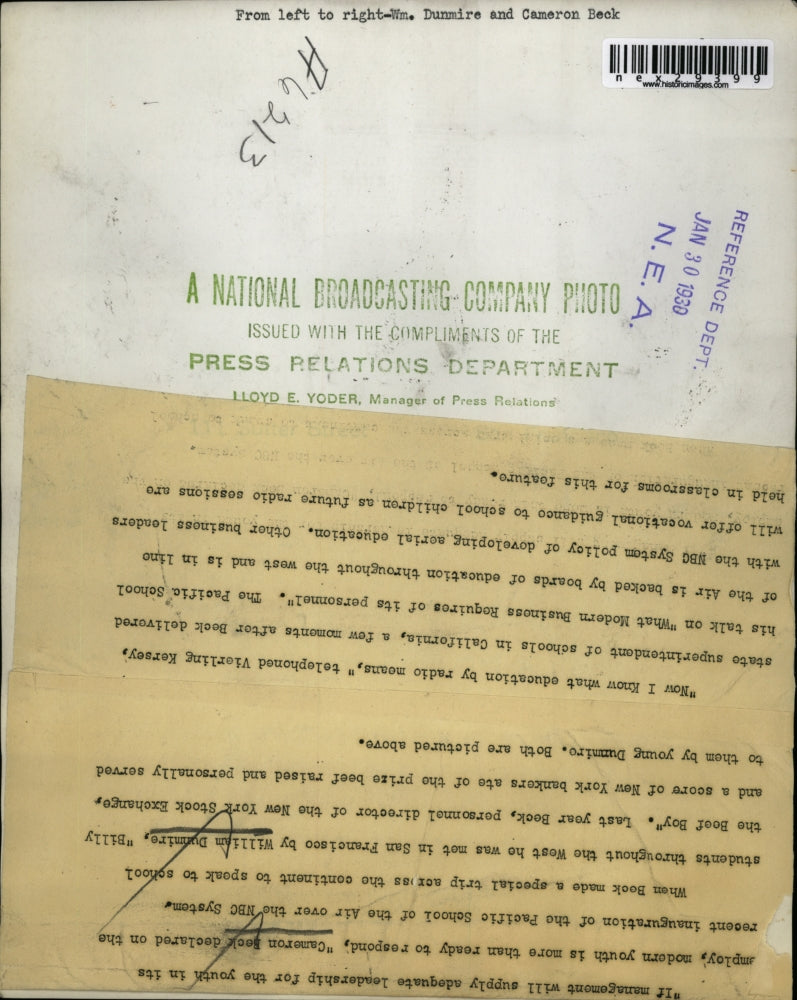 From left to right-Wm. Dunmire and Cameron Beck
nex29399
www.historicimages.com
REFERENCE DEPT.
JAN 30 1930
N. E. A.
A NATIONAL BROADCASTING COMPANY PHOTO
ISSUED WITH THE COMPLIMENTS OF THE
PRESS RELATIONS DEPARTMENT
LLOYD E. YODER, Manager of Press Relations
"If management will supply adequate leadership for the youth in its
employ, modern youth is more than ready to respond," Cameron Beck declared on the
recent inauguration of the Pacific School of the Air over the NBC System.
When Beck made a special trip across the continent to speak to school
students throughout the West he was met in San Francisco by William Dunmire, "Billy
the Beef Boy". Last year Beck, personnel director of the New York Stock Exchange,
and a score of New York bankers ate of the prize beef raised and personally served
to them by young Dunmire. Both are pictured above.
"Now I Know what education by radio means," telephoned Vierling Kersey,
state superintendent of schools in California, a few moments after Beck delivered
his talk on "What Modern Business Requires of its personnel". The Pacific School
of the Air is backed by boards of education throughout the west and is in line
with the NBC System policy of developing aerial education. Other business leaders
will offer vocational guidance to school children as future radio sessions are
held in classrooms for this feature.